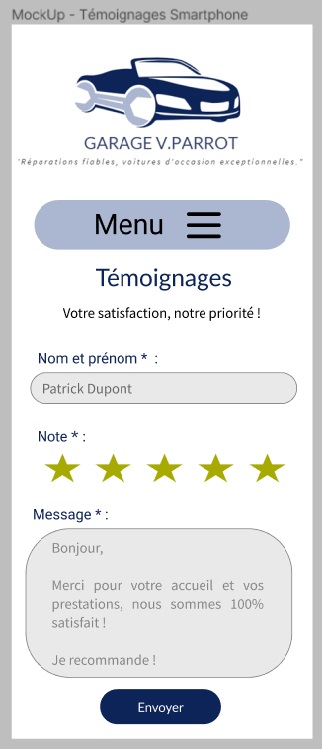 MockUp - Témoignages Smartphone
GARAGE V.PARROT
"Réparations fiables, voitures d'occasion exceptionnelles."
Menu
Témoignages
Votre satisfaction, notre priorité !
Nom et prénom * :
Patrick Dupont
Note * :
Message * :
Bonjour,
Merci pour votre accueil et vos
prestations, nous sommes 100%
satisfait !
Je recommande !
Envoyer